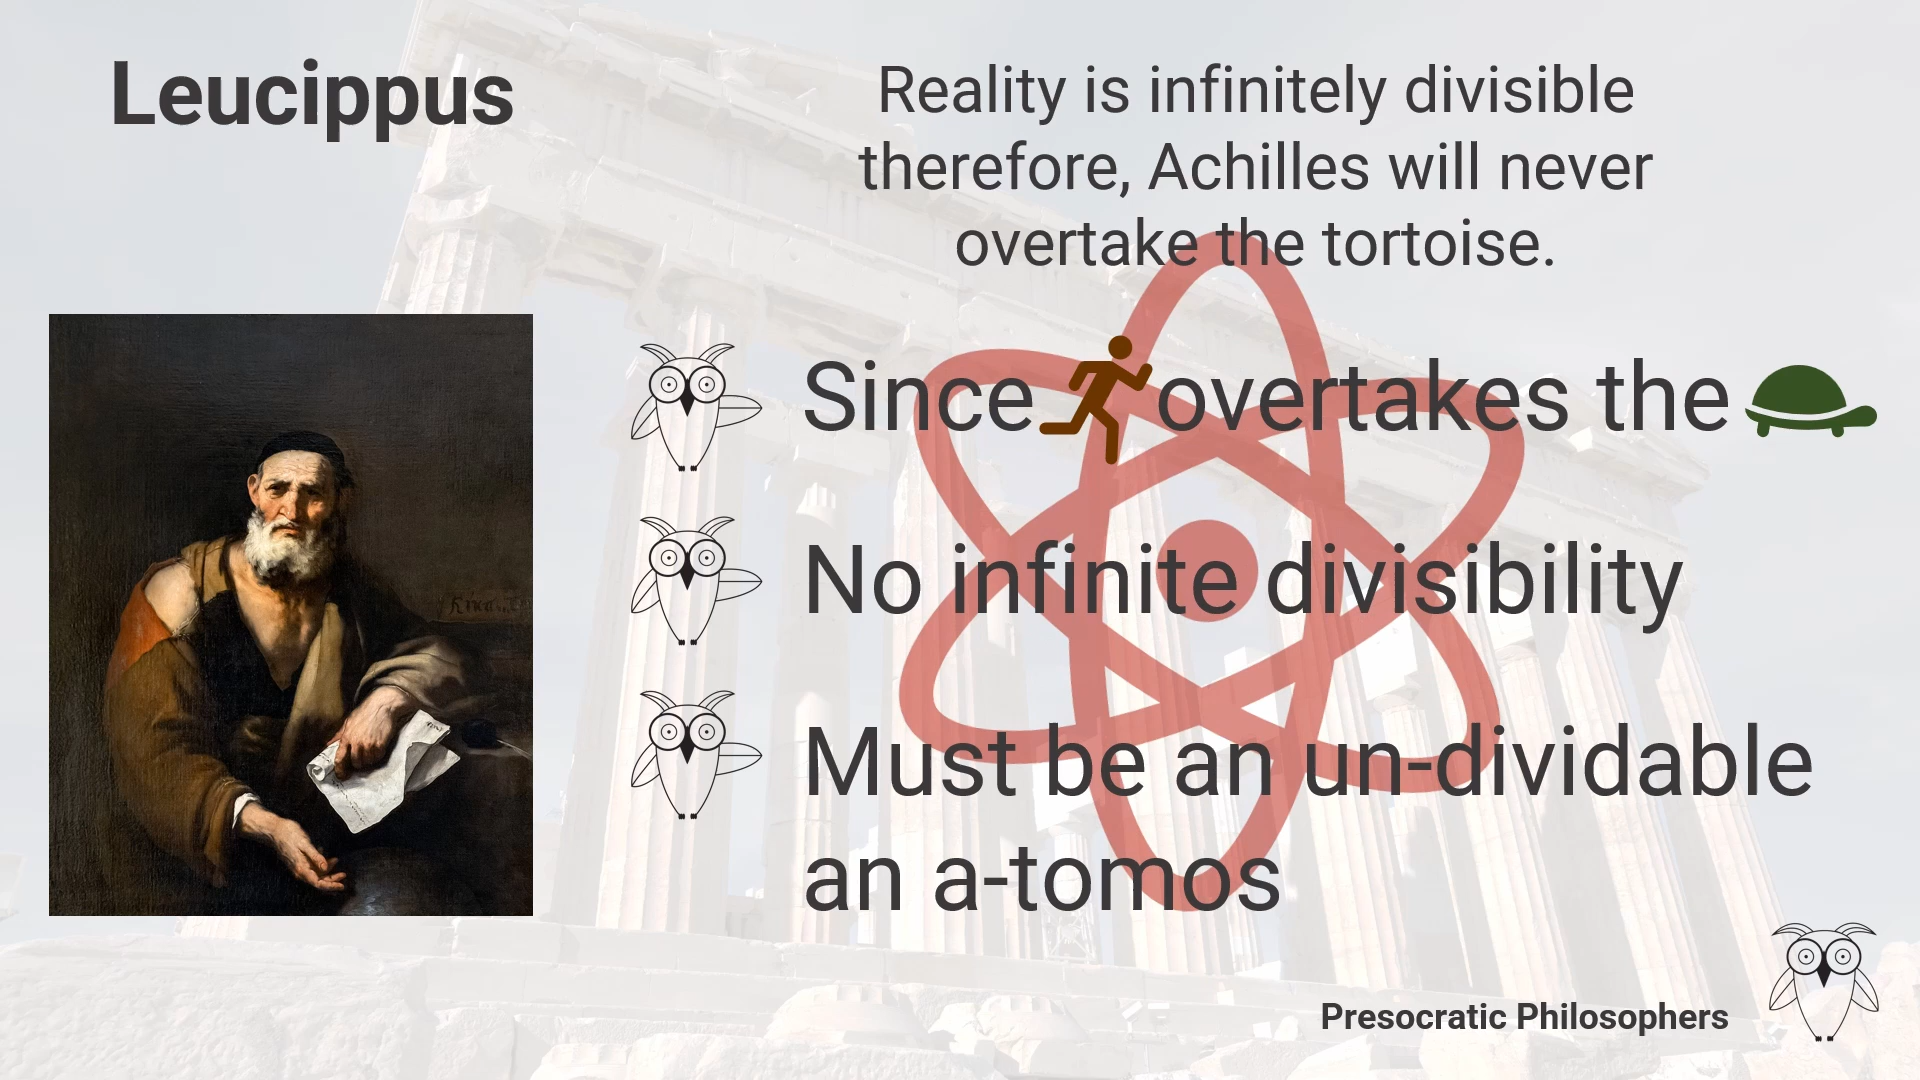 Leucippus
Reality is infinitely divisible
therefore, Achilles will never
overtake the tortoise.
Since overtakes the
No infinite divisibility
Must be an un-dividable
an a-tomos
Presocratic Philosophers